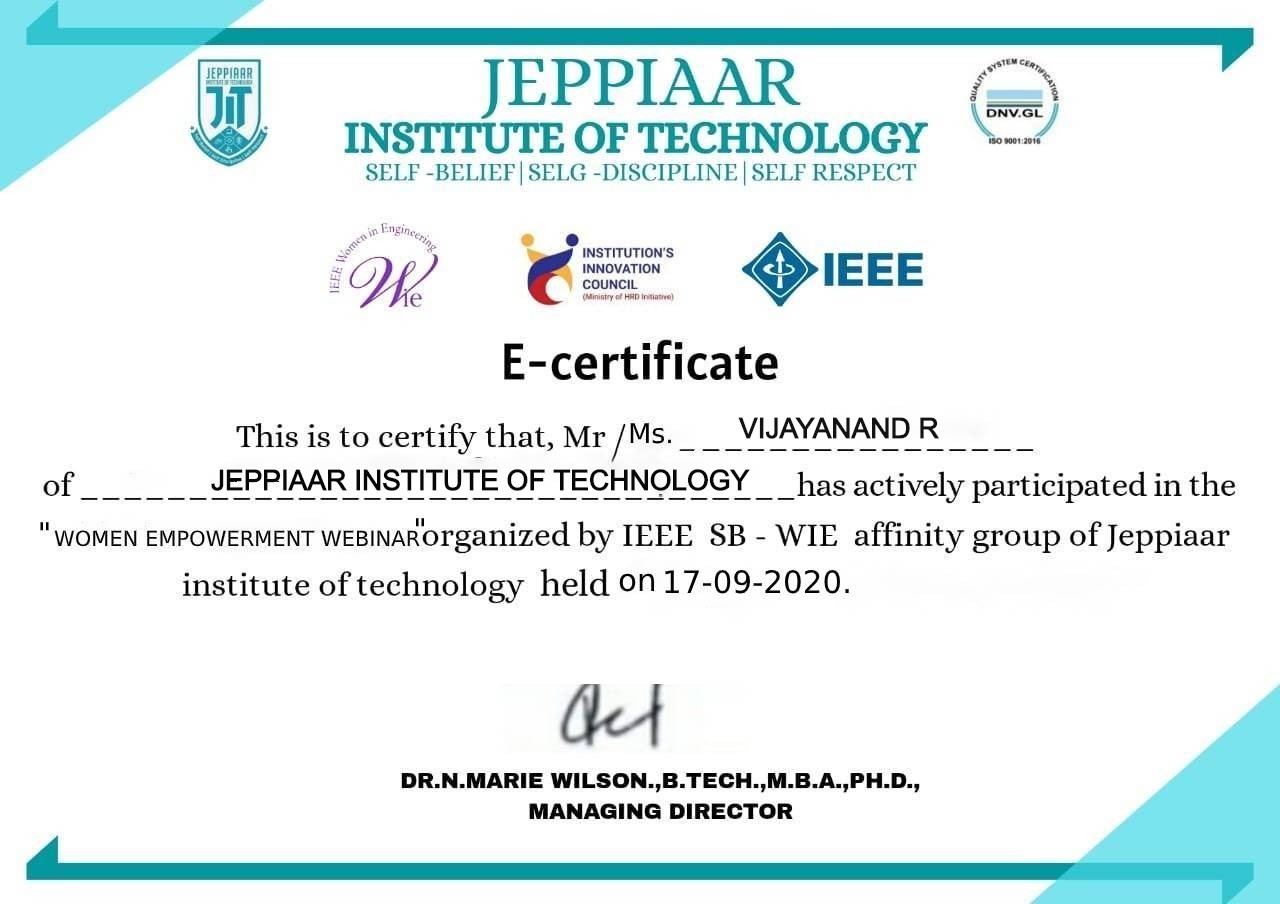 JEPPIAAR
INSTITUTE OF TECHNOLOGY
JiT
JEPPIAAR
INSTITUTE OF TECHNOLOGY
SELF -BELIEF|SELG -DISCIPLINE|SELF RESPECT
QUALITY SYSTEM CERTIFICATION
DNV.GL
ISO 9001:2016
IEEE Women in Engineering
Wie
INSTITUTION'S
INNOVATION
COUNCIL
(Ministry of HRD Initiative)
IEEE
E-certificate
This is to certify that, Mr /Ms. VIJAYANAND R
of JEPPIAAR INSTITUTE OF TECHNOLOGY has actively participated in the
"WOMEN EMPOWERMENT WEBINAR"organized by IEEE SB - WIE affinity group of Jeppiaar
institute of technology held on 17-09-2020.
DR.N.MARIE WILSON.,B.TECH.,M.B.A.,PH.D.,
MANAGING DIRECTOR